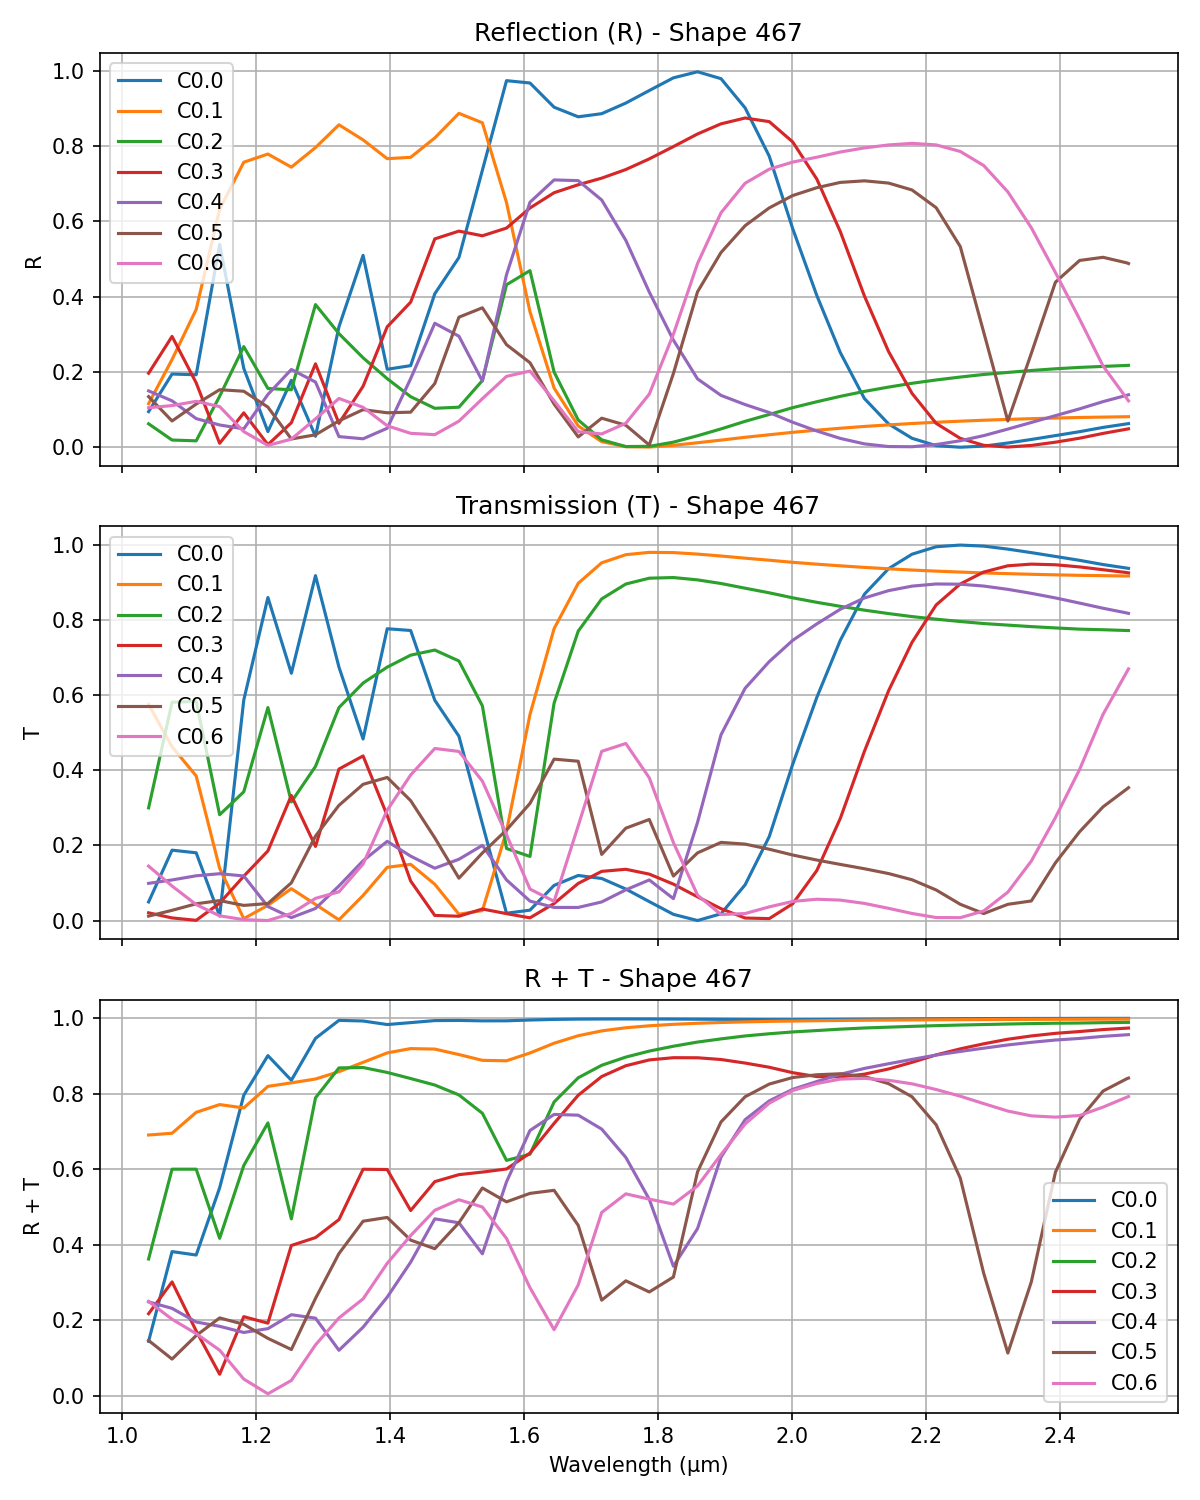 Reflection (R) - Shape 467
1.0
0.8
0.6
0.4
0.2
0.0
R
C0.0
C0.1
C0.2
C0.3
C0.4
C0.5
C0.6
Transmission (T) - Shape 467
1.0
0.8
0.6
0.4
0.2
0.0
T
C0.0
C0.1
C0.2
C0.3
C0.4
C0.5
C0.6
R + T - Shape 467
1.0
0.8
0.6
0.4
0.2
0.0
R + T
C0.0
C0.1
C0.2
C0.3
C0.4
C0.5
C0.6
1.0 1.2 1.4 1.6 1.8 2.0 2.2 2.4
Wavelength (μm)